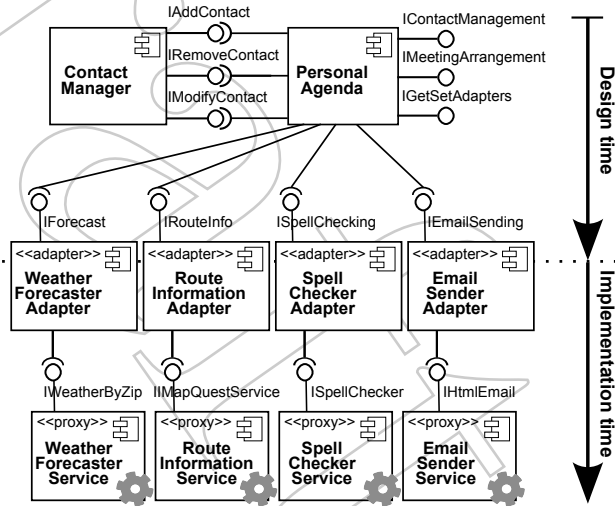 IAddContact
IContactManagement
IRemoveContact
IMeetingArrangement
Contact
Manager
Personal
Agenda
IModifyContact
IGetSetAdapters
Design time
IForecast
IRouteInfo
ISpellChecking
IEmailSending
<<adapter>>
Weather
Forecaster
Adapter
<<adapter>>
Route
Information
Adapter
<<adapter>>
Spell
Checker
Adapter
<<adapter>>
Email
Sender
Adapter
Implementation time
IWeatherByZip
IIMapQuestService
ISpellChecker
IHtmlEmail
<<proxy>>
Weather
Forecaster
Service
<<proxy>>
Route
Information
Service
<<proxy>>
Spell
Checker
Service
<<proxy>>
Email
Sender
Service